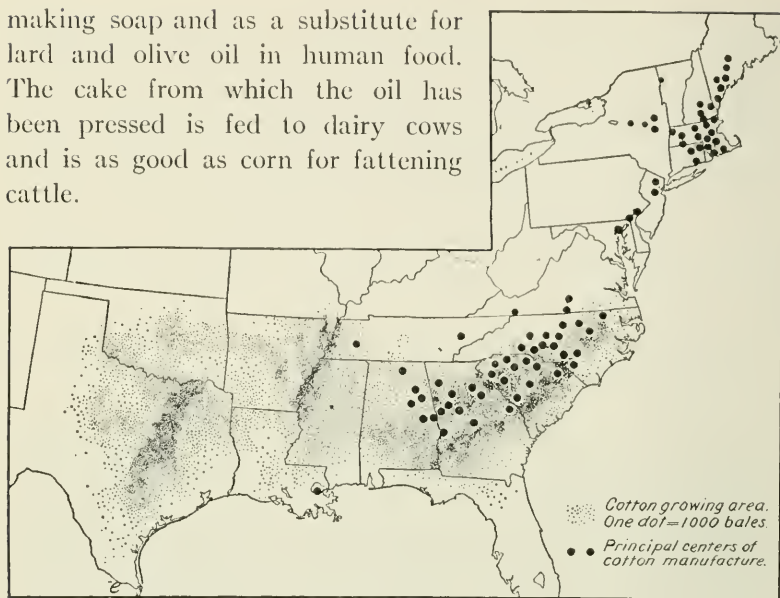 making soap and as a substitute for
lard and olive oil in human food.
The cake from which the oil has
been pressed is fed to dairy cows
and is as good as corn for fattening
cattle.
Cotton growing area.
One dot=1000 bales.
Principal centers of
cotton manufacture.